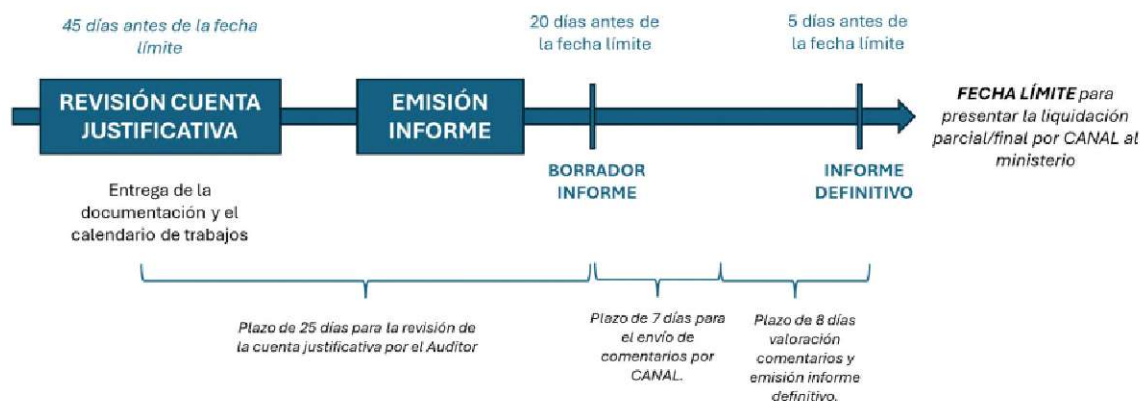 45 días antes de la fecha
límite
20 días antes de
la fecha límite
5 días antes de
la fecha límite
REVISIÓN CUENTA
JUSTIFICATIVA
EMISIÓN
INFORME
FECHA LÍMITE para
presentar la liquidación
parcial/final por CANAL al
ministerio
BORRADOR
INFORME
INFORME
DEFINITIVO
Entrega de la
documentación y el
calendario de trabajos
Plazo de 25 días para la revisión de
la cuenta justificativa por el Auditor
Plazo de 7 días para
el envío de
comentarios por
CANAL.
Plazo de 8 días
valoración
comentarios y
emisión informe
definitivo.